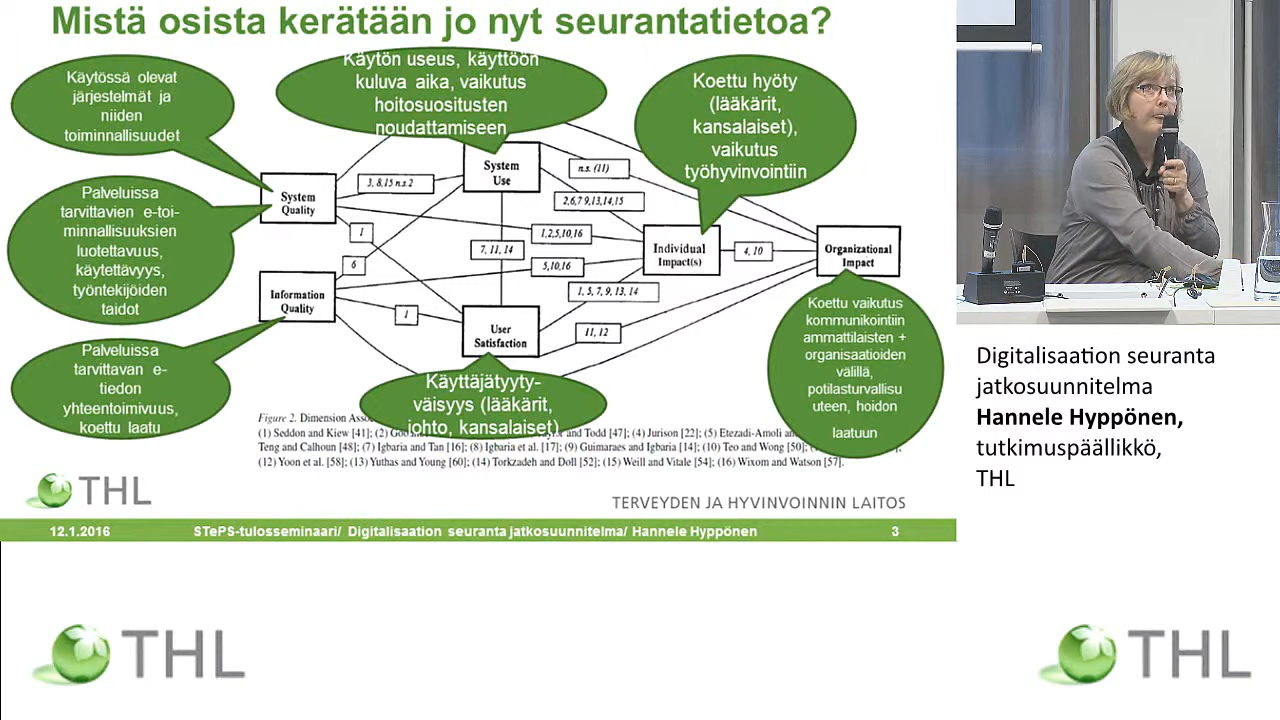 Mistä osista kerätään jo nyt seurantatietoa?
Käytössä olevat
järjestelmät ja
niiden
toiminnallisuudet
Käytön useus, käyttöön
kuluva aika, vaikutus
hoitosuositusten
noudattamiseen
Koettu hyöty
(lääkärit,
kansalaiset),
vaikutus
työhyvinvointiin
Palveluissa
tarvittavien e-toi-
minnallisuuksien
luotettavuus,
käytettävyys,
työntekijöiden
taidot
Palveluissa
tarvittavan e-
tiedon
yhteentoimivuus,
koettu laatu
System
Quality
3, 8,15 n.s.2
System
Use
n.s. (11)
2,6,7 9,13,14,15
1
1,2,5,10,16
7, 11, 14
6
5,10,16
Individual
Impact(s)
4, 10
Organizational
Impact
Information
Quality
1
1, 5, 7, 9, 13, 14
User
Satisfaction
11, 12
Käyttäjätyyty-
väisyys (lääkärit,
johto, kansalaiset)
Koettu vaikutus
kommunikointiin
ammattilaisten +
organisaatioiden
välillä,
potilasturvallisu
uteen, hoidon
laatuun
Figure 2. Dimension
(1) Seddon and Kiew [41]; (2) and Todd [47]; (4) Jurison [22]; (5) Etezadi-Amoli
Teng and Calhoun [48]; (7) Igbaria and Tan [16]; (8) Igbaria et al. [17]; (9) Guimaraes and Igbaria [14]; (10) Teo and Wong [50];
(12) Yoon et al. [58]; (13) Yuthas and Young [60]; (14) Torkzadeh and Doll [52]; (15) Weill and Vitale [54]; (16) Wixom and Watson [57].
THL
TERVEYDEN JA HYVINVOINNIN LAITOS
12.1.2016 STePS-tulosseminaari/ Digitalisaation seuranta jatkosuunnitelma/ Hannele Hyppönen 3
Digitalisaation seuranta
jatkosuunnitelma
Hannele Hyppönen,
tutkimuspäällikkö,
THL
THL
THL